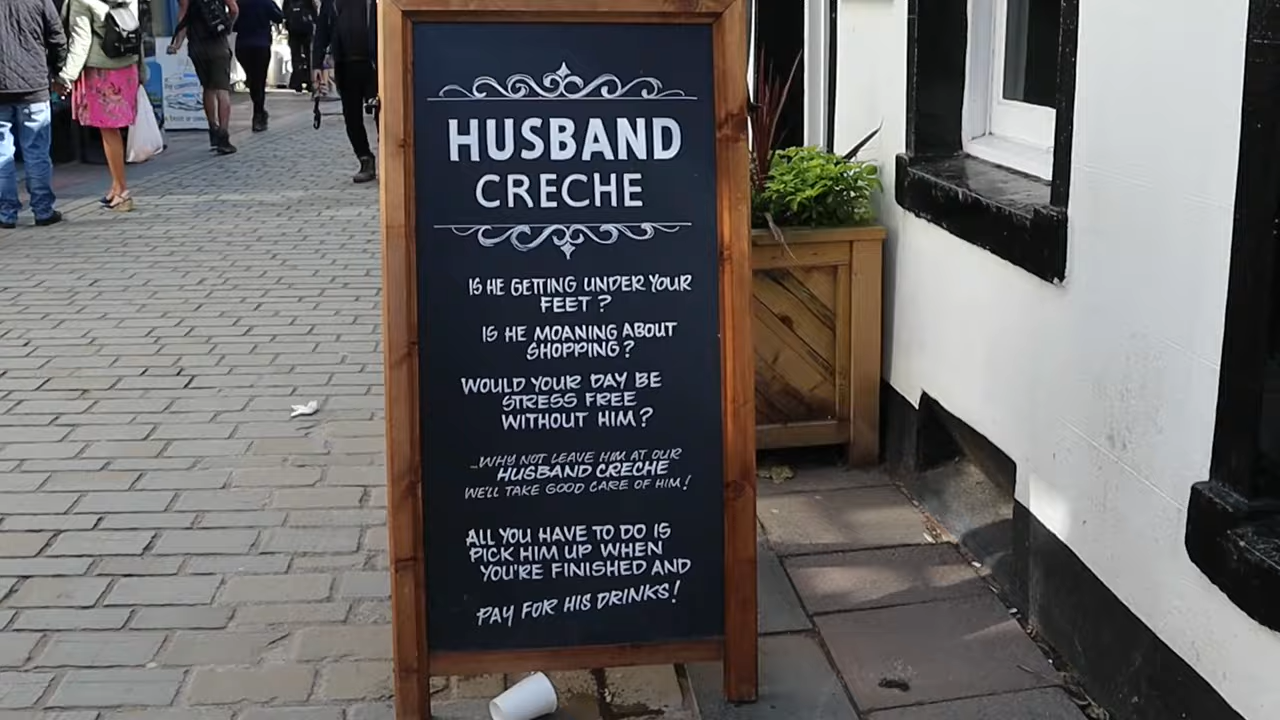 HUSBAND
CRECHE
IS HE GETTING UNDER YOUR
FEET?
IS HE MOANING ABOUT
SHOPPING?
WOULD YOUR DAY BE
STRESS FREE
WITHOUT HIM?
...WHY NOT LEAVE HIM AT OUR
HUSBAND CRECHE
WE'LL TAKE GOOD CARE OF HIM!
ALL YOU HAVE TO DO IS
PICK HIM UP WHEN
YOU'RE FINISHED AND
PAY FOR HIS DRINKS!